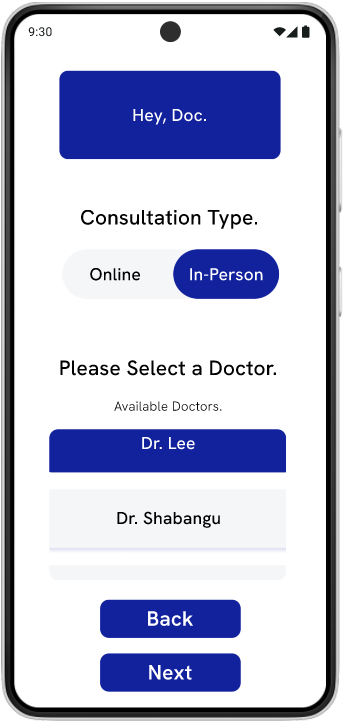 9:30
Hey, Doc.
Consultation Type.
Online
In-Person
Please Select a Doctor.
Available Doctors.
Dr. Lee
Dr. Shabangu
Back
Next